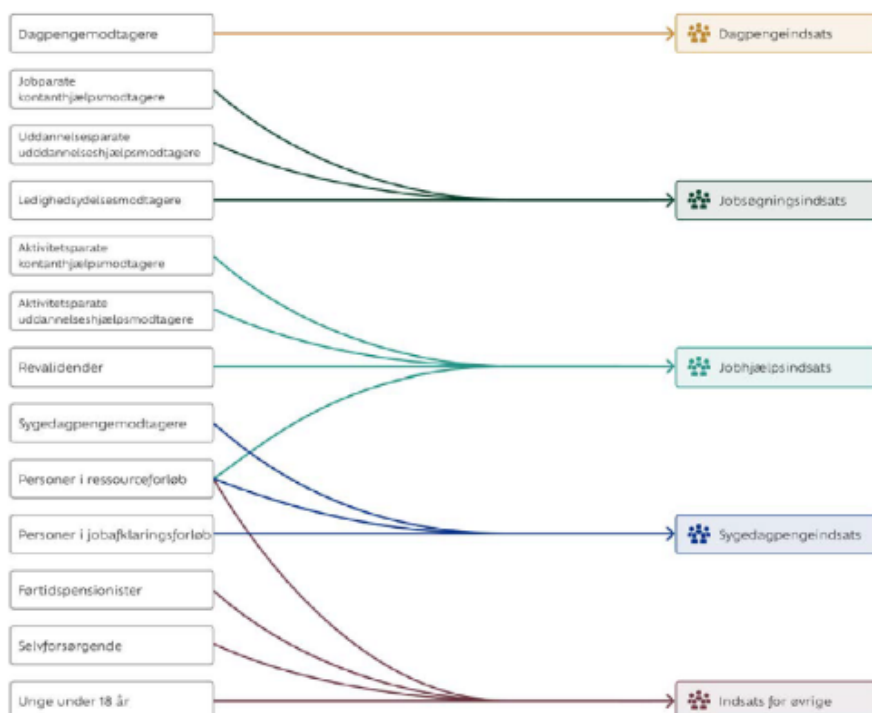 Dagpengemodtagere
Jobparate
kontanthjælpsmodtagere
Uddannelsesparate
udddannelseshjælpsmodtagere
Ledighedsydelsesmodtagere
Aktivitetsparate
kontanthjælpsmodtagere
Aktivitetsparate
uddannelseshjælpsmodtagere
Revalidender
Sygedagpengemodtagere
Personer i ressourceforløb
Personer i jobafklaringsforløb
Førtidspensionister
Selvforsørgende
Unge under 18 år
Dagpengeindsats
Jobsøgningsindsats
Jobhjælpsindsats
Sygedagpengeindsats
Indsats for øvrige